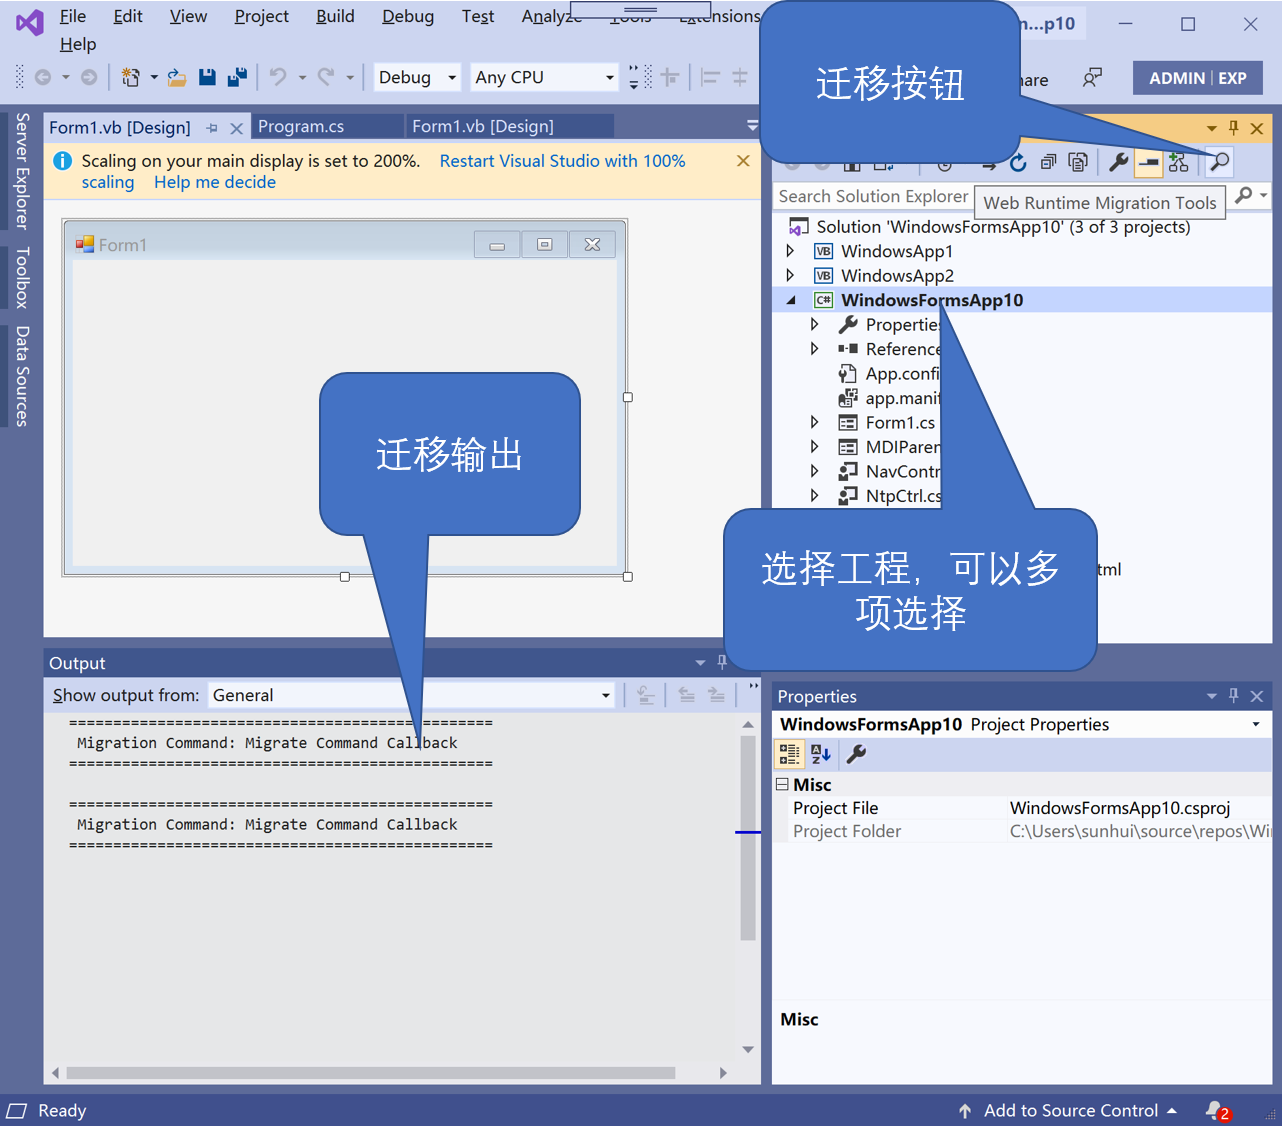 File Edit View Project Build Debug Test Analyze Tools Extensions
Help
Debug Any CPU
ADMIN EXP
迁移按钮
Server Explorer
Toolbox
Data Sources
Form1.vb [Design] Program.cs Form1.vb [Design]
Scaling on your main display is set to 200%. Restart Visual Studio with 100%
scaling Help me decide
Form1
迁移输出
Search Solution Explorer
Web Runtime Migration Tools
Solution 'WindowsFormsApp10' (3 of 3 projects)
VB WindowsApp1
VB WindowsApp2
C# WindowsFormsApp10
Properties
Reference
App.confi
app.manif
Form1.cs
MDIParen
NavContr
NtpCtrl.cs
选择工程，可以多
项选择
tml
Output
Show output from: General
================================================
Migration Command: Migrate Command Callback
================================================
================================================
Migration Command: Migrate Command Callback
================================================
Properties
WindowsFormsApp10 Project Properties
Misc
Project File WindowsFormsApp10.csproj
Project Folder C:\Users\sunhui\source\repos\Wi
Misc
Ready
Add to Source Control
2